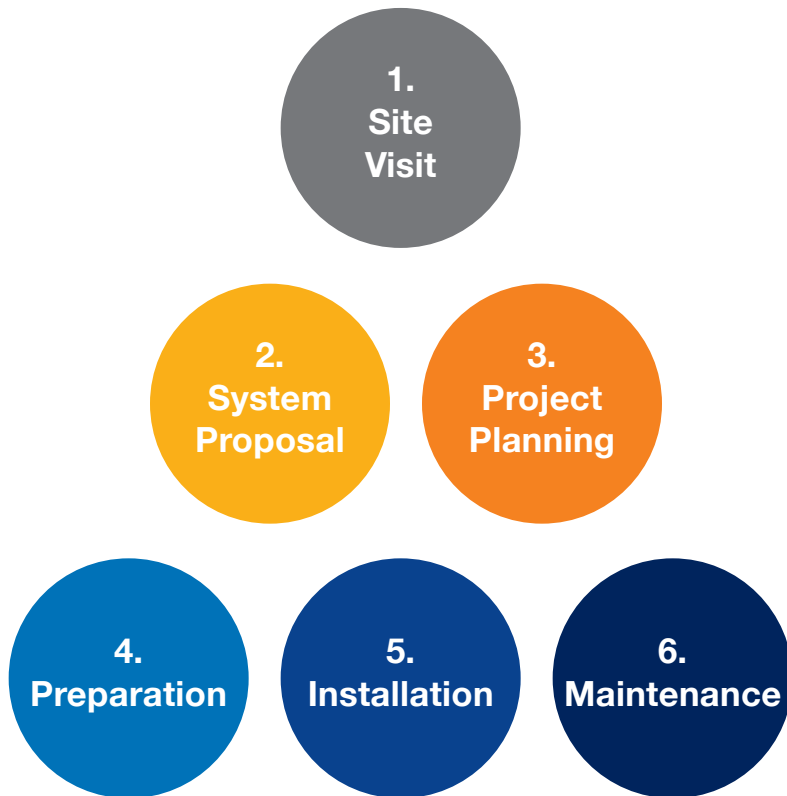 1.
Site
Visit
2.
System
Proposal
3.
Project
Planning
4.
Preparation
5.
Installation
6.
Maintenance